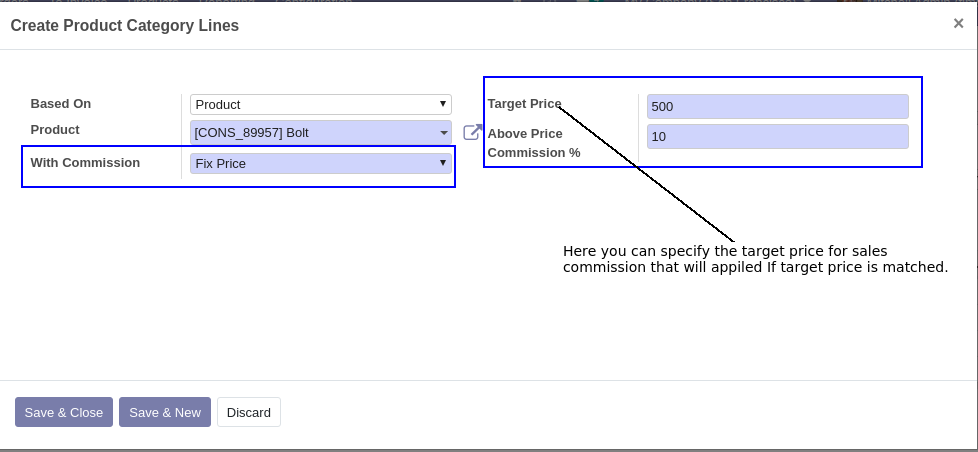 Create Product Category Lines ×
Based On Product
Product [CONS_89957] Bolt
With Commission Fix Price
Target Price 500
Above Price
Commission % 10
Here you can specify the target price for sales
commission that will appiled If target price is matched.
Save & Close Save & New Discard